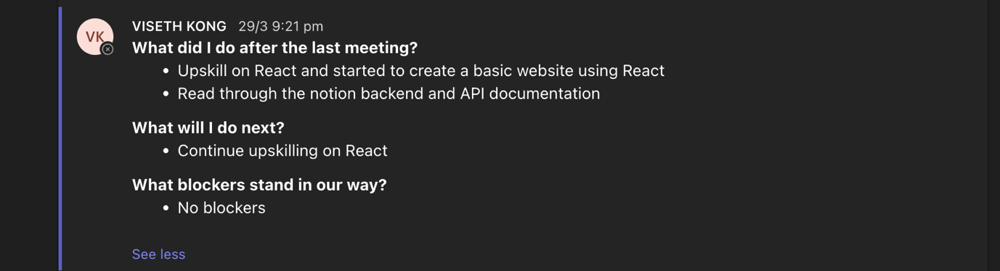 VK
VISETH KONG 29/3 9:21 pm
What did I do after the last meeting?
• Upskill on React and started to create a basic website using React
• Read through the notion backend and API documentation
What will I do next?
• Continue upskilling on React
What blockers stand in our way?
• No blockers
See less